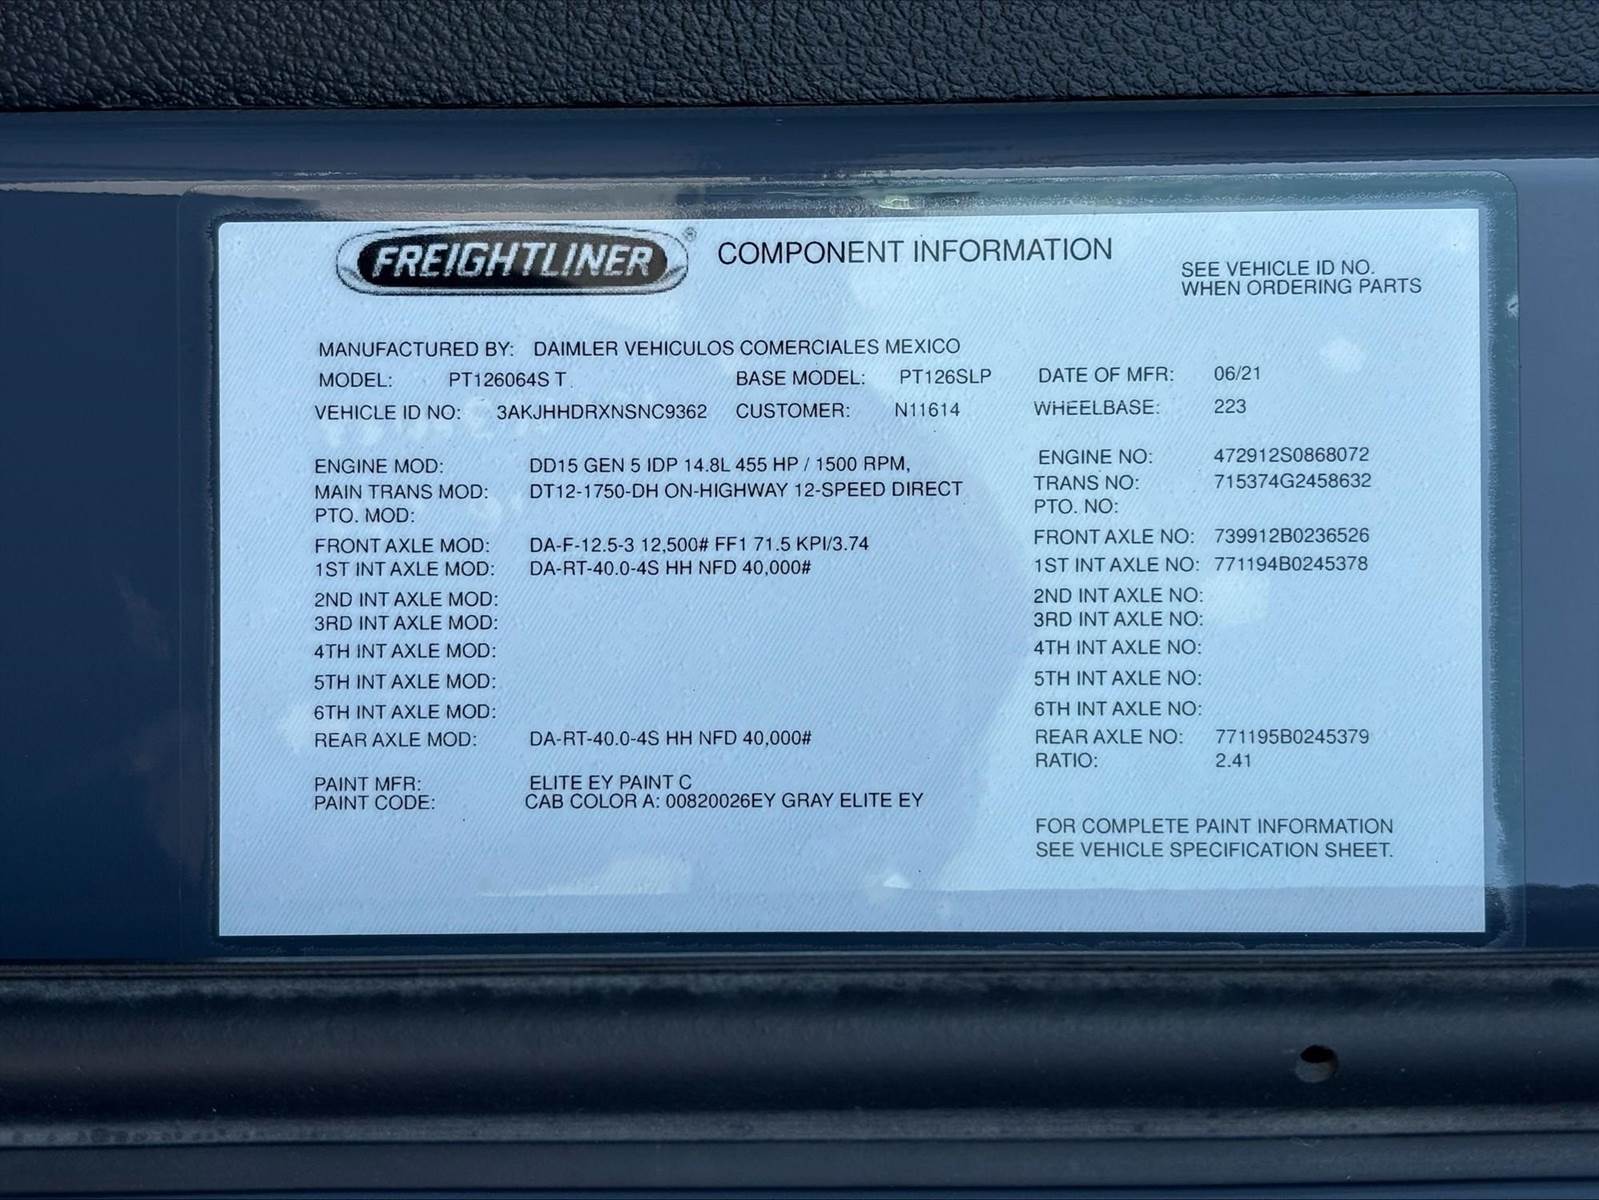 FREIGHTLINER® COMPONENT INFORMATION
SEE VEHICLE ID NO.
WHEN ORDERING PARTS
MANUFACTURED BY: DAIMLER VEHICULOS COMERCIALES MEXICO
MODEL: PT126064S T BASE MODEL: PT126SLP DATE OF MFR: 06/21
VEHICLE ID NO: 3AKJHHDRXNSNC9362 CUSTOMER: N11614 WHEELBASE: 223
ENGINE MOD: DD15 GEN 5 IDP 14.8L 455 HP / 1500 RPM, ENGINE NO: 472912S0868072
MAIN TRANS MOD: DT12-1750-DH ON-HIGHWAY 12-SPEED DIRECT TRANS NO: 715374G2458632
PTO. MOD: PTO. NO:
FRONT AXLE MOD: DA-F-12.5-3 12,500# FF1 71.5 KPI/3.74 FRONT AXLE NO: 739912B0236526
1ST INT AXLE MOD: DA-RT-40.0-4S HH NFD 40,000# 1ST INT AXLE NO: 771194B0245378
2ND INT AXLE MOD: 2ND INT AXLE NO:
3RD INT AXLE MOD: 3RD INT AXLE NO:
4TH INT AXLE MOD: 4TH INT AXLE NO:
5TH INT AXLE MOD: 5TH INT AXLE NO:
6TH INT AXLE MOD: 6TH INT AXLE NO:
REAR AXLE MOD: DA-RT-40.0-4S HH NFD 40,000# REAR AXLE NO: 771195B0245379
RATIO: 2.41
PAINT MFR: ELITE EY PAINT C
PAINT CODE: CAB COLOR A: 00820026EY GRAY ELITE EY
FOR COMPLETE PAINT INFORMATION
SEE VEHICLE SPECIFICATION SHEET.